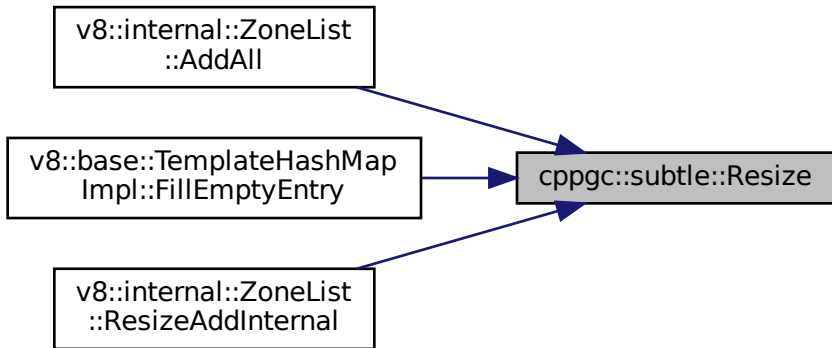 v8::internal::ZoneList
::AddAll
v8::base::TemplateHashMap
Impl::FillEmptyEntry
cppgc::subtle::Resize
v8::internal::ZoneList
::ResizeAddInternal